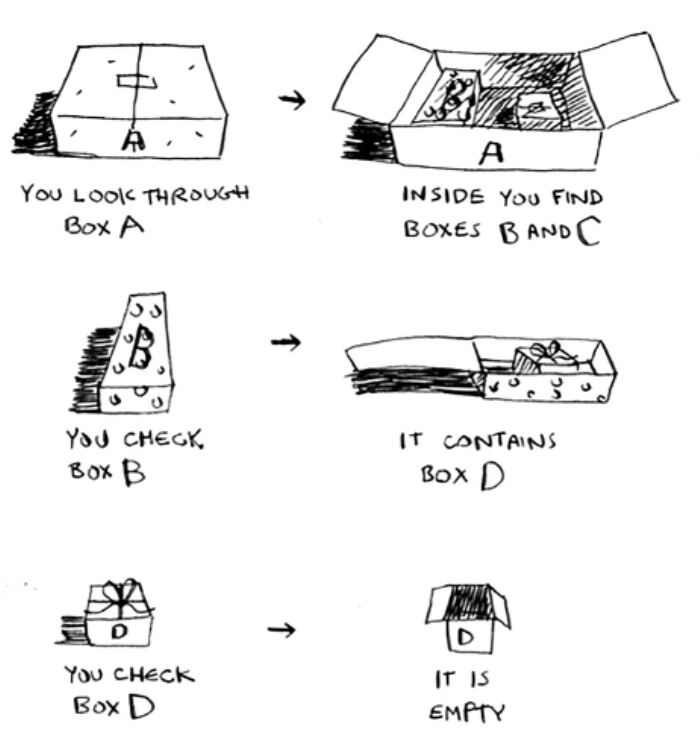 A
A
YOU LOOK THROUGH
BOX A
INSIDE YOU FIND
BOXES B AND C
B
YOU CHECK
BOX B
IT CONTAINS
BOX D
D
D
YOU CHECK
BOX D
IT IS
EMPTY